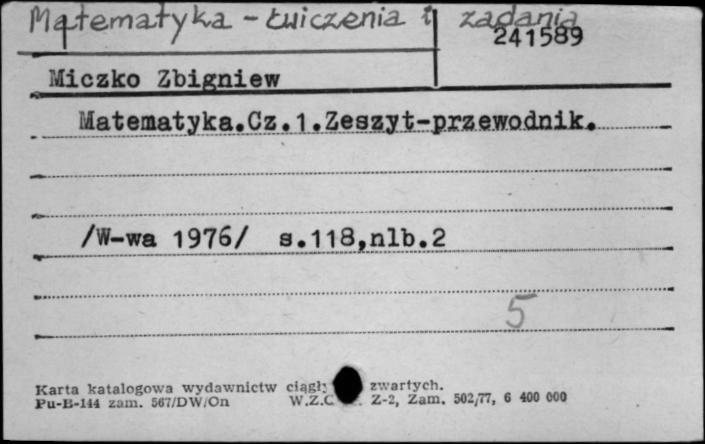 Matematyka - ćwiczenia i zadania
241589
Miczko Zbigniew
Matematyka.Cz.1.Zeszyt-przewodnik.
/W-wa 1976/ s.118,nlb.2
5
Karta katalogowa wydawnictw zwartych.
Pu-B-144 zam. 567/DW/On Z-2, Zam. 502/77, 6 400 000